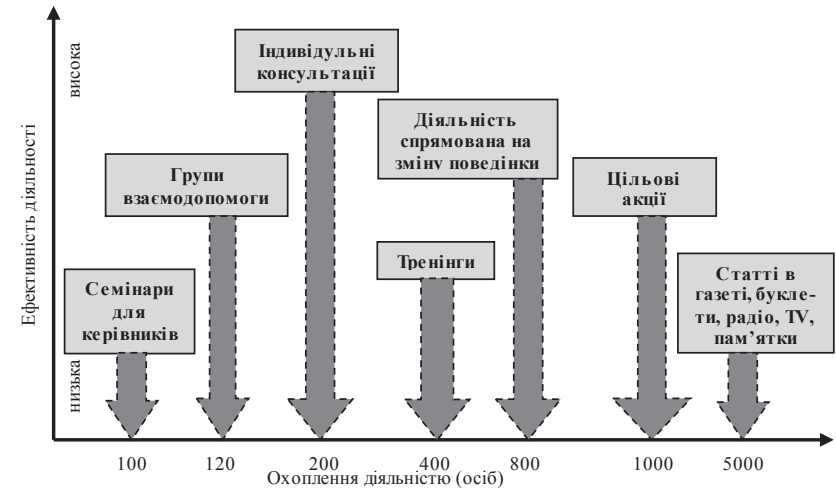 Ефективність діяльності
висока
низька
Індивідульні
консультації
Діяльність
спрямована на
зміну поведінки
Групи
взаємодопомоги
Цільові
акції
Тренінги
Семінари
для
керівників
Статті в
газеті, букле-
ти, радіо, TV,
пам’ятки
100
120
200
400
800
1000
5000
Охоплення діяльністю (осіб)